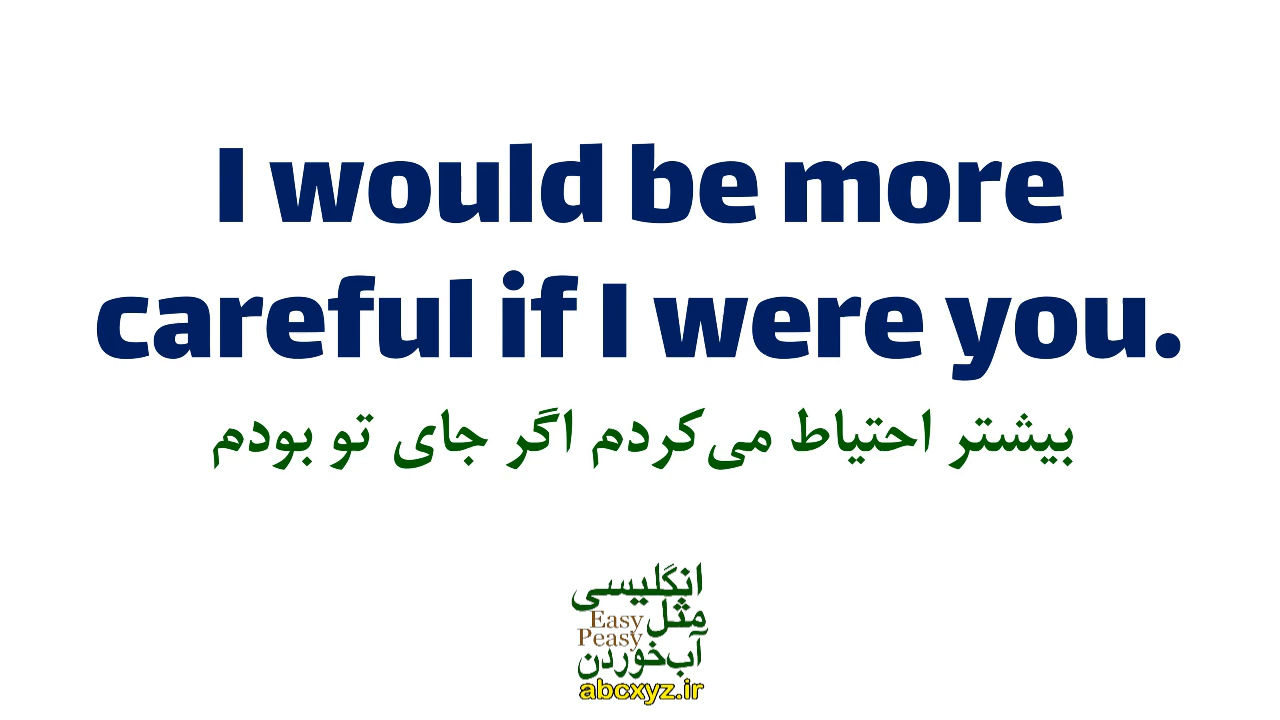 I would be more
careful if I were you.
بیشتر احتیاط می‌کردم اگر جای تو بودم
انگلیسی
مثل
Easy
Peasy
آب‌خوردن
abcxyz.ir